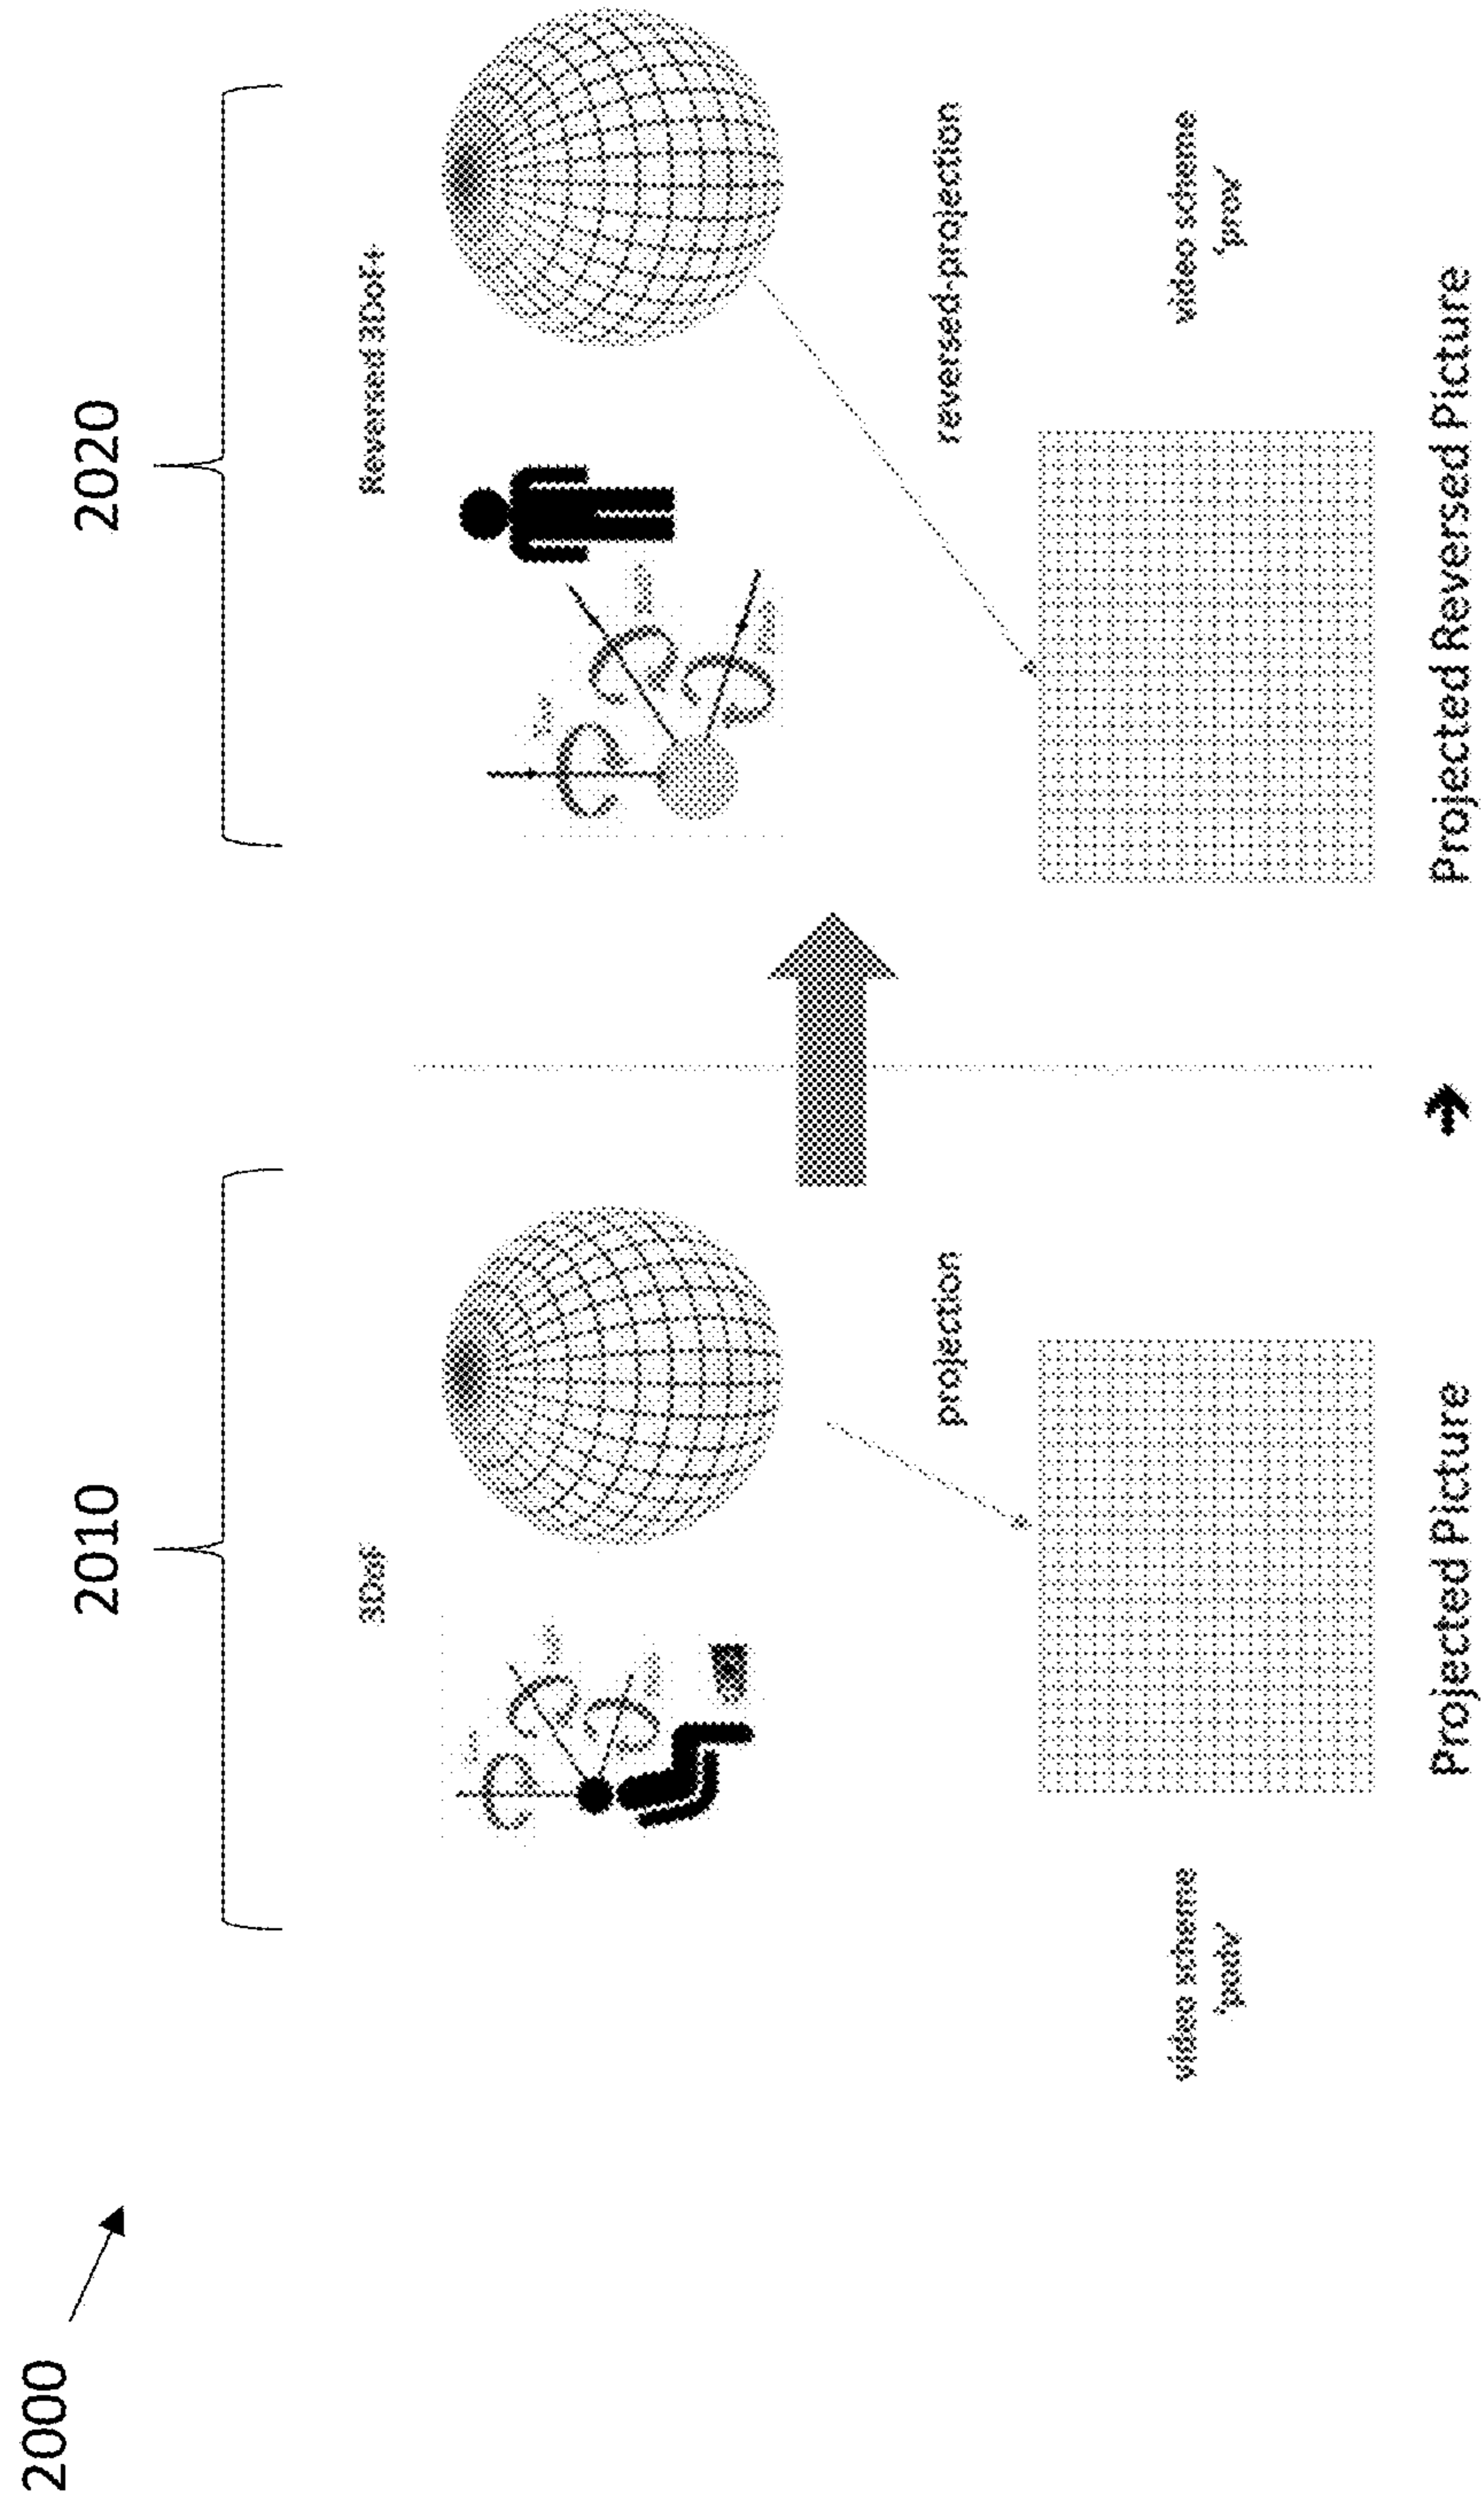 2000
2010
2020
3DoF
Reversed 3DoF+
projection
reversed-projection
video scheme
'podv'
video scheme
'prov'
Projected Picture → Projected Reversed Picture